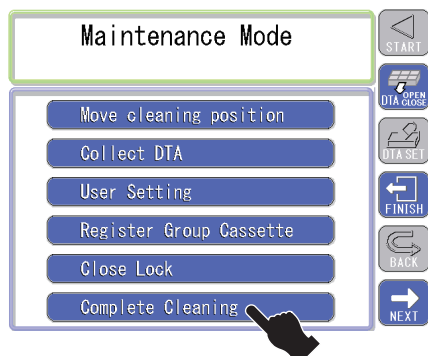 Maintenance Mode
START
DTA OPEN CLOSE
Move cleaning position
Collect DTA
DTA SET
User Setting
FINISH
Register Group Cassette
BACK
Close Lock
Complete Cleaning
NEXT